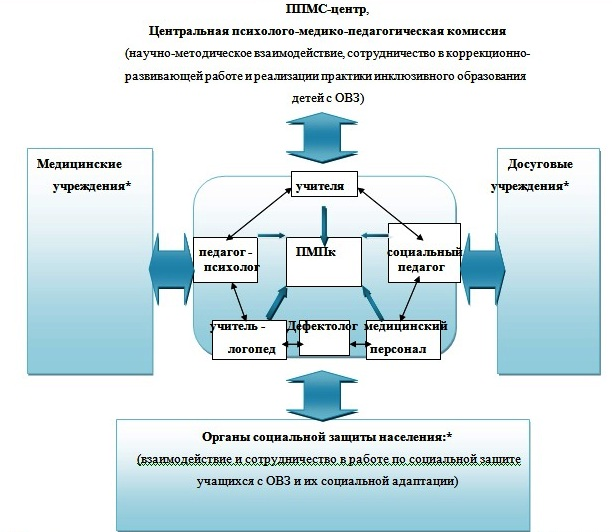 ППМС-центр,
Центральная психолого-медико-педагогическая комиссия
(научно-методическое взаимодействие, сотрудничество в коррекционно-
развивающей работе и реализации практики инклюзивного образования
детей с ОВЗ)
Медицинские
учреждения*
Досуговые
учреждения*
учителя
педагог -
психолог
ПМПк
социальный
педагог
учитель -
логопед
Дефектолог
медицинский
персонал
Органы социальной защиты населения:*
(взаимодействие и сотрудничество в работе по социальной защите
учащихся с ОВЗ и их социальной адаптации)